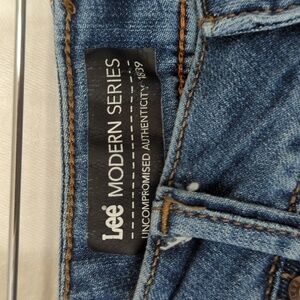 Lee MODERN SERIES
UNCOMPROMISED AUTHENTICITY 1889